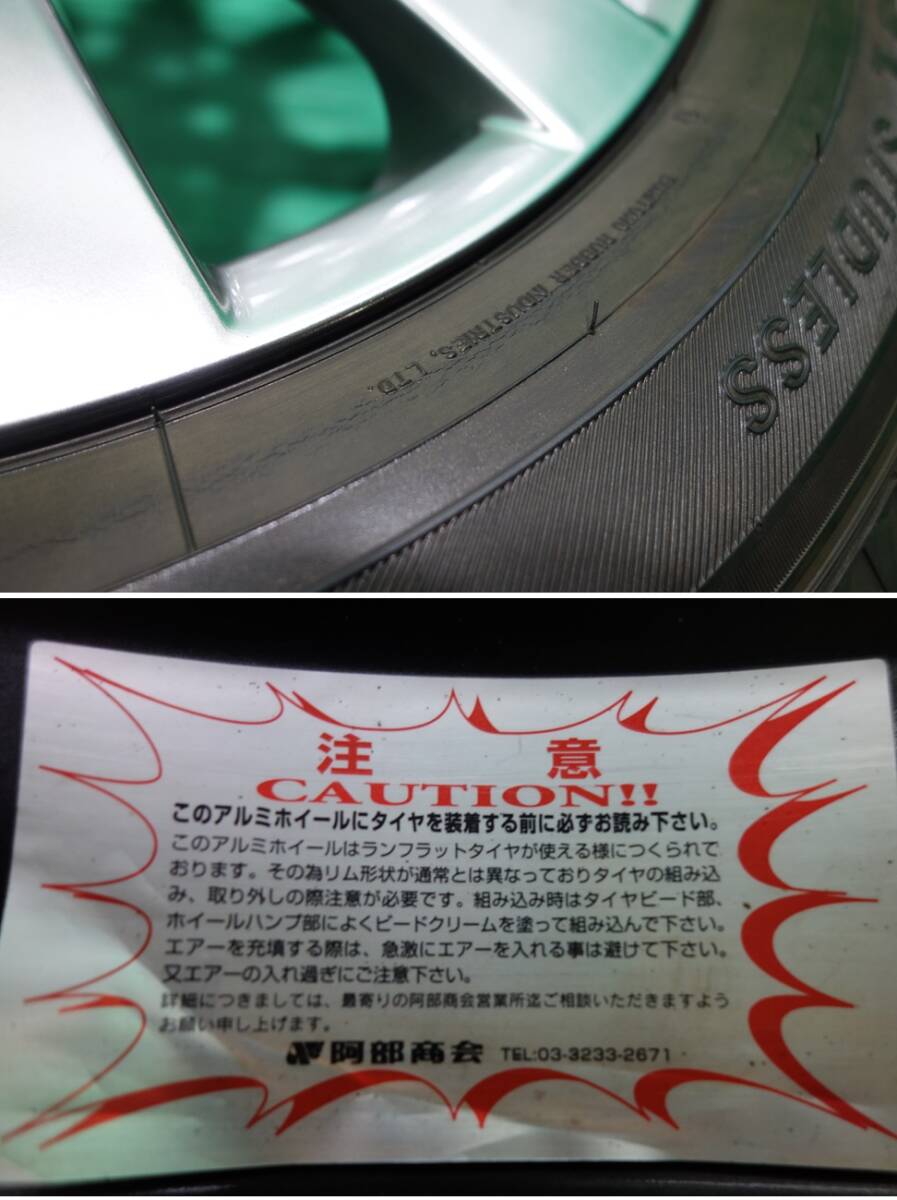 STUDLESS
SUMITOMO RUBBER INDUSTRIES, LTD.
注 意
CAUTION!!
このアルミホイールにタイヤを装着する前に必ずお読み下さい。
このアルミホイールはランフラットタイヤが使える様につくられて
おります。その為リム形状が通常とは異なっておりタイヤの組み込
み、取り外しの際注意が必要です。組み込み時はタイヤビード部、
ホイールハンプ部によくビードクリームを塗って組み込んで下さい。
エアーを充填する際は、急激にエアーを入れる事は避けて下さい。
又エアーの入れ過ぎにご注意下さい。
詳細につきましては、最寄りの阿部商会営業所迄ご相談いただきますよう
お願い申し上げます。
阿部商会 TEL:03-3233-2671